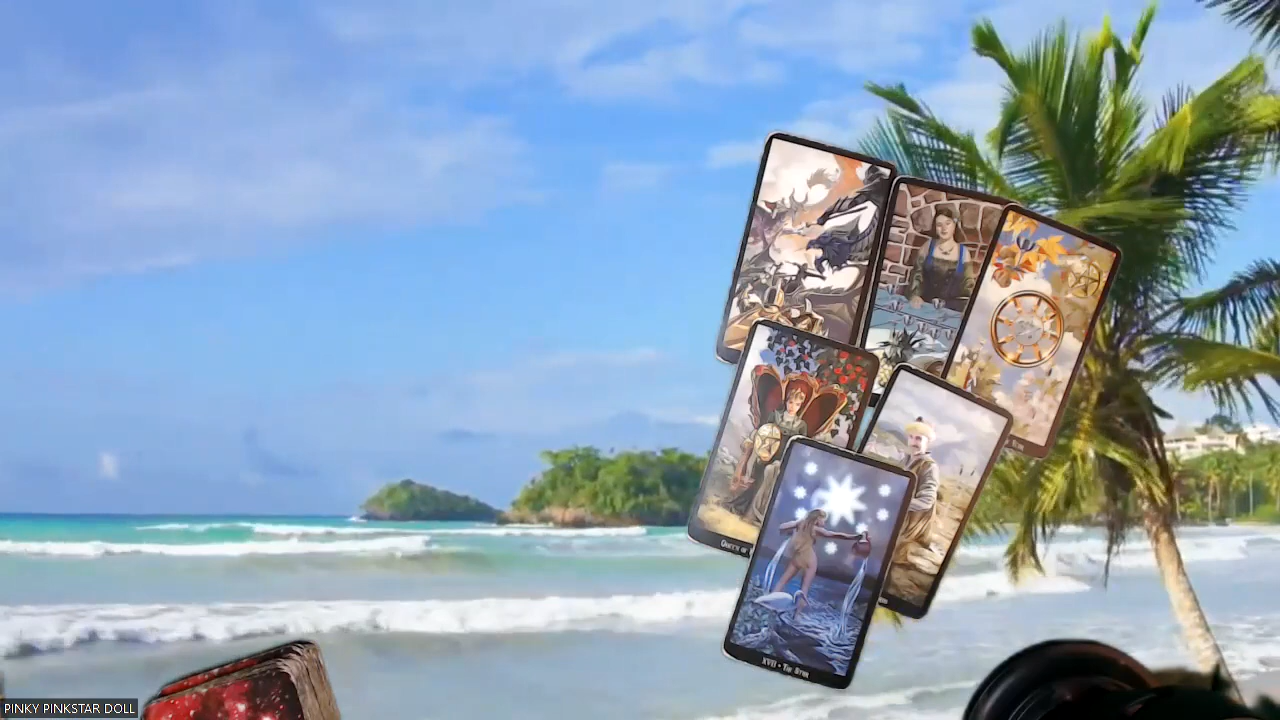 QUEEN OF
XVII • THE STAR
PINKY PINKSTAR DOLL